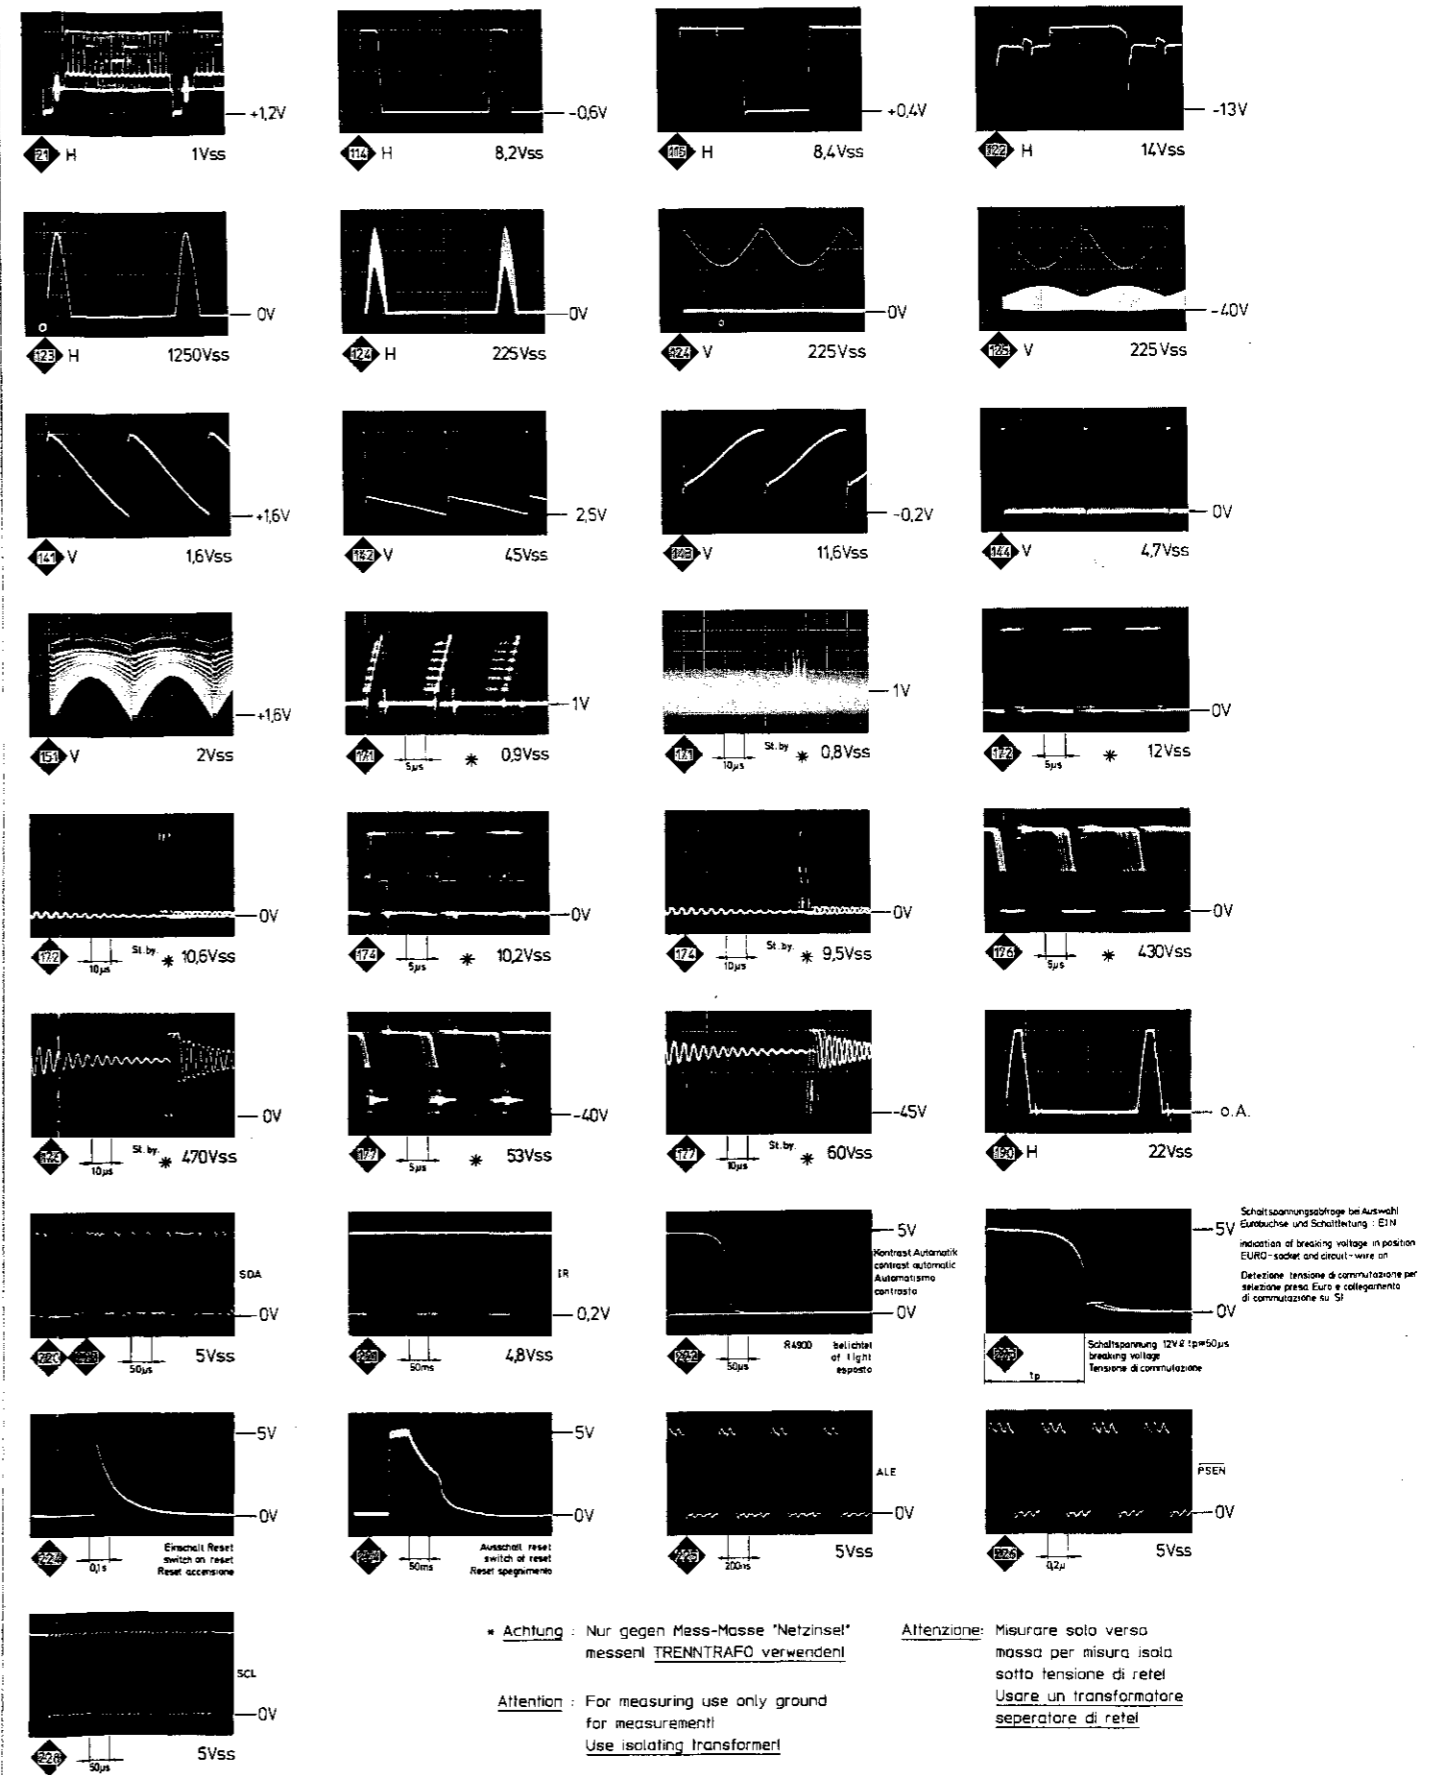 +1,2V
21 H 1Vss
-0,6V
114 H 8,2Vss
+0,4V
115 H 8,4Vss
-13V
122 H 14Vss
0V
123 H 1250Vss
0V
124 H 225Vss
0V
124 V 225Vss
-40V
125 V 225Vss
+1,6V
141 V 1,6Vss
2,5V
142 V 45Vss
-0,2V
143 V 11,6Vss
0V
144 V 4,7Vss
+1,6V
151 V 2Vss
1V
171 5µs * 0,9Vss
1V
171 10µs St.by * 0,8Vss
0V
172 5µs * 12Vss
0V
172 10µs St.by. * 10,6Vss
0V
174 5µs * 10,2Vss
0V
174 10µs St.by. * 9,5Vss
0V
176 5µs * 430Vss
0V
10µs St.by. * 470Vss
-40V
177 5µs * 53Vss
-45V
177 10µs St.by. * 60Vss
o.A.
190 H 22Vss
SDA
0V
50µs 5Vss
IR
0,2V
50ms 4,8Vss
5V
Kontrast Automatik
contrast automatic
Automatismo
contrasto
0V
50µs
R4900 belichtet
of light
esposto
5V
Schaltspannungsabfrage bei Auswahl
Eurobuchse und Schaltleitung : EIN
indication of breaking voltage in position
EURO-socket and circuit-wire on
Detezione tensione di commutazione per
selezione presa Euro e collegamento
di commutazione su SI
0V
Schaltspannung 12V tp=50µs
breaking voltage
Tensione di commutazione
tp
5V
0V
0,1s
Einschalt Reset
switch on reset
Reset accensione
5V
0V
50ms
Ausschalt reset
switch of reset
Reset spegnimento
ALE
0V
225 200ns 5Vss
PSEN
0V
226 0,2µ 5Vss
SCL
0V
228 50µs 5Vss
* Achtung : Nur gegen Mess-Masse "Netzinsel"
messen! TRENNTRAFO verwenden!
Attention : For measuring use only ground
for measurement!
Use isolating transformer!
Attenzione: Misurare solo verso
massa per misura isola
sotto tensione di rete!
Usare un transformatore
seperatore di rete!